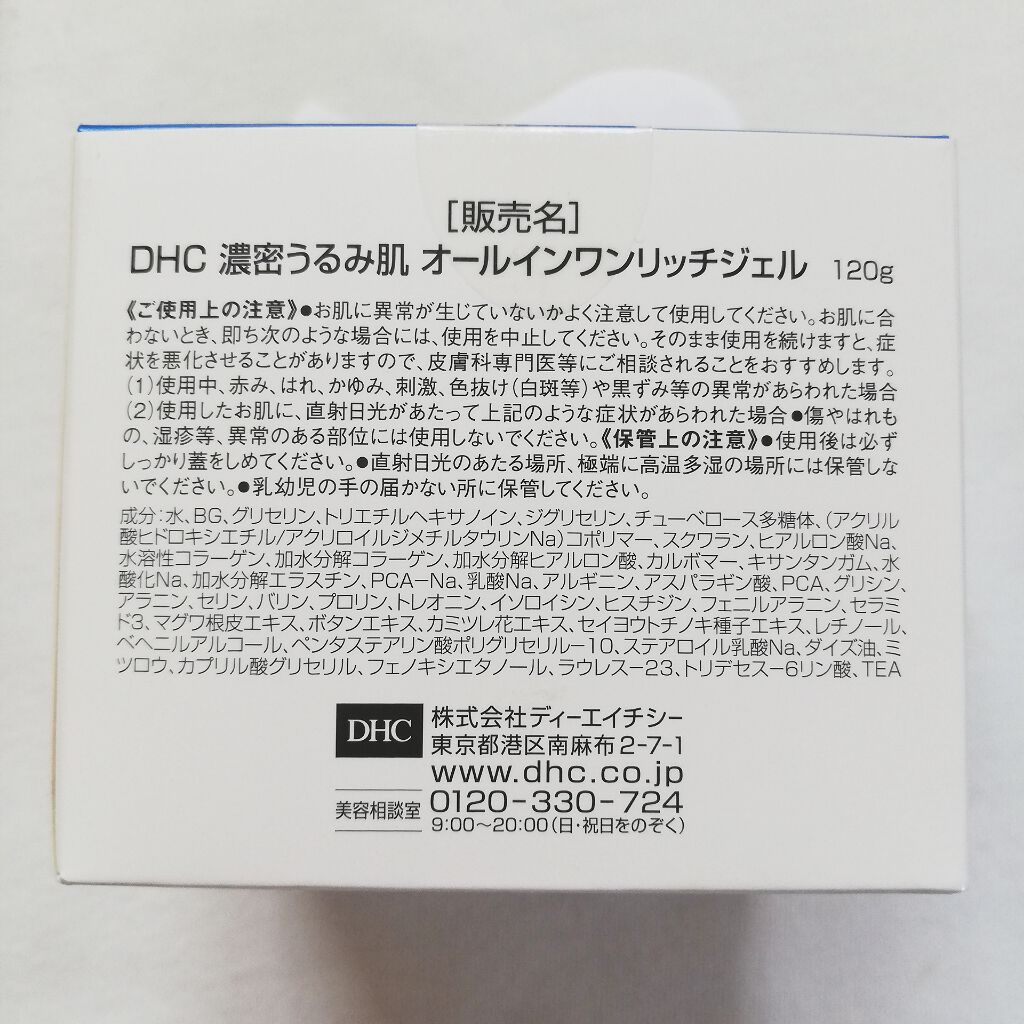 [販売名]
DHC 濃密うるみ肌 オールインワンリッチジェル 120g
《ご使用上の注意》●お肌に異常が生じていないかよく注意して使用してください。お肌に合
わないとき、即ち次のような場合には、使用を中止してください。そのまま使用を続けますと、症
状を悪化させることがありますので、皮膚科専門医等にご相談されることをおすすめします。
(1)使用中、赤み、はれ、かゆみ、刺激、色抜け(白斑等)や黒ずみ等の異常があらわれた場合
(2)使用したお肌に、直射日光があたって上記のような症状があらわれた場合●傷やはれも
の、湿疹等、異常のある部位には使用しないでください。《保管上の注意》●使用後は必ず
しっかり蓋をしめてください。●直射日光のあたる場所、極端に高温多湿の場所には保管しな
いでください。●乳幼児の手の届かない所に保管してください。
成分:水、BG、グリセリン、トリエチルヘキサノイン、ジグリセリン、チューベロース多糖体、(アクリル
酸ヒドロキシエチル/アクリロイルジメチルタウリンNa)コポリマー、スクワラン、ヒアルロン酸Na、
水溶性コラーゲン、加水分解コラーゲン、加水分解ヒアルロン酸、カルボマー、キサンタンガム、水
酸化Na、加水分解エラスチン、PCA-Na、乳酸Na、アルギニン、アスパラギン酸、PCA、グリシン、
アラニン、セリン、バリン、プロリン、トレオニン、イソロイシン、ヒスチジン、フェニルアラニン、セラミ
ド3、マグワ根皮エキス、ボタンエキス、カミツレ花エキス、セイヨウトチノキ種子エキス、レチノール、
ベヘニルアルコール、ペンタステアリン酸ポリグリセリル-10、ステアロイル乳酸Na、ダイズ油、ミ
ツロウ、カプリル酸グリセリル、フェノキシエタノール、ラウレス-23、トリデセス-6リン酸、TEA
DHC 株式会社ディーエイチシー
東京都港区南麻布2-7-1
www.dhc.co.jp
美容相談室 0120-330-724
9:00〜20:00(日・祝日をのぞく)